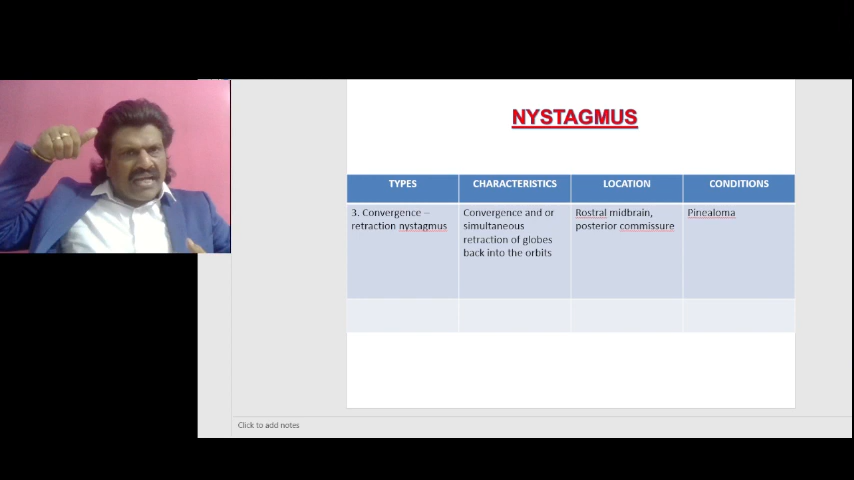 NYSTAGMUS
TYPES
CHARACTERISTICS
LOCATION
CONDITIONS
3. Convergence –
retraction nystagmus
Convergence and or
simultaneous
retraction of globes
back into the orbits
Rostral midbrain,
posterior commissure
Pinealoma
Click to add notes